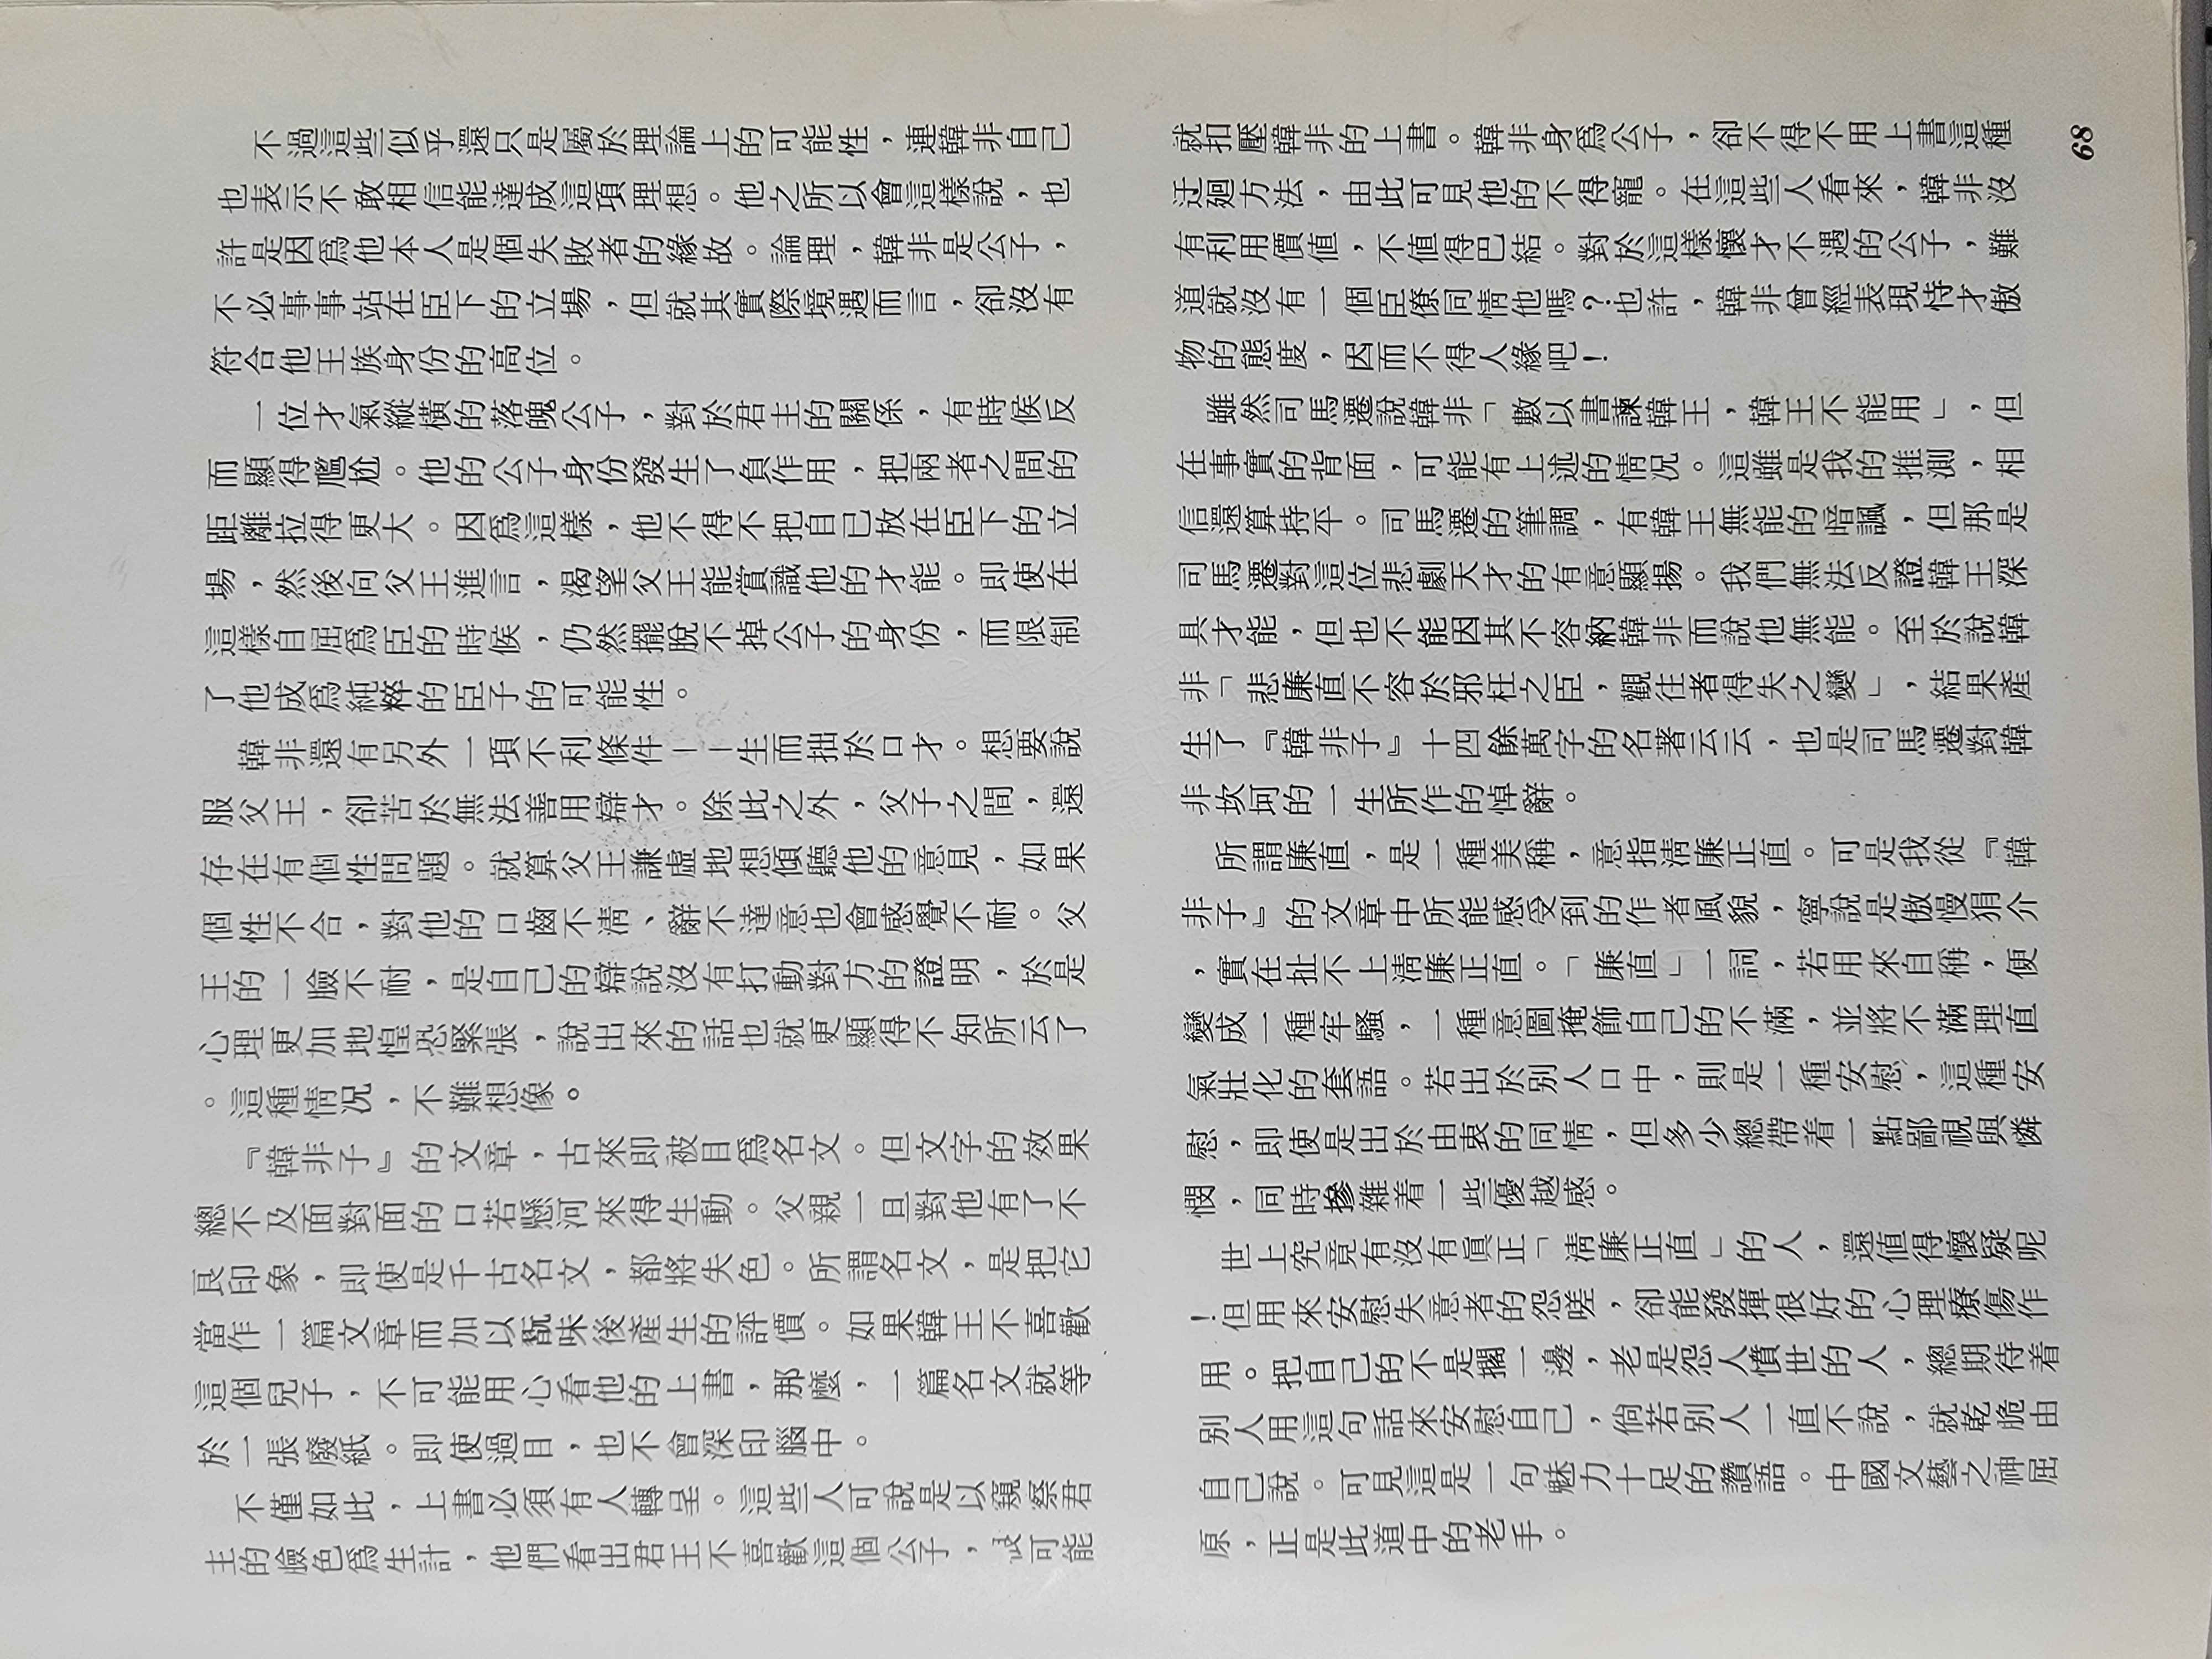 不過這些似乎還只是屬於理論上的可能性，連韓非自己
也表示不敢相信能達成這項理想。他之所以會這樣說，也
許是因爲他本人是個失敗者的緣故。論理，韓非是公子，
不必事事站在臣下的立場，但就其實際境遇而言，卻沒有
符合他王族身份的高位。
一位才氣縱橫的落魄公子，對於君主的關係，有時候反
而顯得尷尬。他的公子身份發生了負作用，把兩者之間的
距離拉得更大。因爲這樣，他不得不把自己放在臣下的立
場，然後向父王進言，渴望父王能賞識他的才能。即使在
這樣自屈爲臣的時候，仍然擺脫不掉公子的身份，而限制
了他成爲純粹的臣子的可能性。
韓非還有另外一項不利條件－－生而拙於口才。想要說
服父王，卻苦於無法善用辯才。除此之外，父子之間，還
存在有個性問題。就算父王謙虛地想傾聽他的意見，如果
個性不合，對他的口齒不清、辭不達意也會感覺不耐。父
王的一臉不耐，是自己的辯說沒有打動對方的證明，於是
心理更加地惶恐緊張，說出來的話也就更顯得不知所云了
。這種情況，不難想像。
『韓非子』的文章，古來即被目爲名文。但文字的效果
總不及面對面的口若懸河來得生動。父親一旦對他有了不
良印象，即使是千古名文，都將失色。所謂名文，是把它
當作一篇文章而加以翫味後產生的評價。如果韓王不喜歡
這個兒子，不可能用心看他的上書，那麼，一篇名文就等
於一張廢紙。即使過目，也不會深印腦中。
不僅如此，上書必須有人轉呈。這些人可說是以窺察君
主的臉色爲生計，他們看出君王不喜歡這個公子，很可能
就扣壓韓非的上書。韓非身爲公子，卻不得不用上書這種
迂廻方法，由此可見他的不得寵。在這些人看來，韓非沒
有利用價値，不值得巴結。對於這樣懷才不遇的公子，難
道就沒有一個臣僚同情他嗎？也許，韓非曾經表現恃才傲
物的態度，因而不得人緣吧！
雖然司馬遷說韓非「數以書諫韓王，韓王不能用」，但
在事實的背面，可能有上述的情況。這雖是我的推測，相
信還算持平。司馬遷的筆調，有韓王無能的暗諷，但那是
司馬遷對這位悲劇天才的有意顯揚。我們無法反證韓王深
具才能，但也不能因其不容納韓非而說他無能。至於說韓
非「悲廉直不容於邪枉之臣，觀往者得失之變」，結果產
生了『韓非子』十四餘萬字的名著云云，也是司馬遷對韓
非坎坷的一生所作的悼辭。
所謂廉直，是一種美稱，意指淸廉正直。可是我從『韓
非子』的文章中所能感受到的作者風貌，寧說是傲慢狷介
，實在扯不上淸廉正直。「廉直」一詞，若用來自稱，便
變成一種牢騷，一種意圖掩飾自己的不滿，並將不滿理直
氣壯化的套語。若出於別人口中，則是一種安慰，這種安
慰，即使是出於由衷的同情，但多少總帶着一點鄙視與憐
憫，同時摻雜着一些優越感。
世上究竟有沒有眞正「淸廉正直」的人，還值得懷疑呢
！但用來安慰失意者的怨嗟，卻能發揮很好的心理療傷作
用。把自己的不是擱一邊，老是怨人憤世的人，總期待着
別人用這句話來安慰自己，倘若別人一直不說，就乾脆由
自己說。可見這是一句魅力十足的讚語。中國文藝之神屈
原，正是此道中的老手。
68